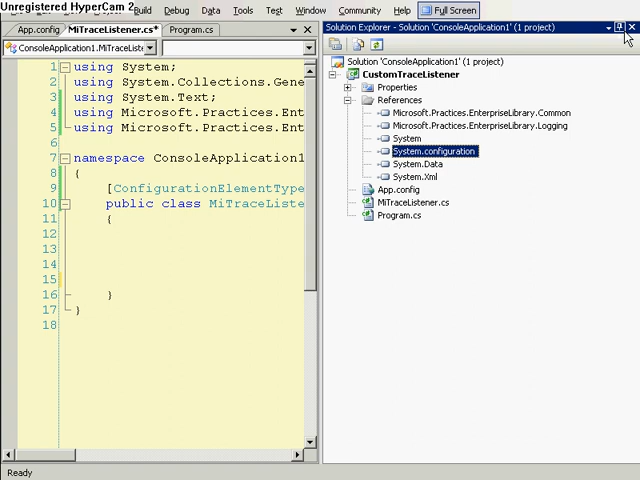 Unregistered HyperCam 2
Build Debug Data Tools Test Window Community Help Full Screen
App.config MiTraceListener.cs* Program.cs
ConsoleApplication1.MiTraceListe
1 using System;
2 using System.Collections.Gene
3 using System.Text;
4 using Microsoft.Practices.Ent
5 using Microsoft.Practices.Ent
6
7 namespace ConsoleApplication1
8 {
9 [ConfigurationElementType
10 public class MiTraceListe
11 {
12
13
14
15
16 }
17 }
18
Solution Explorer - Solution 'ConsoleApplication1' (1 project)
Solution 'ConsoleApplication1' (1 project)
CustomTraceListener
Properties
References
Microsoft.Practices.EnterpriseLibrary.Common
Microsoft.Practices.EnterpriseLibrary.Logging
System
System.configuration
System.Data
System.Xml
App.config
MiTraceListener.cs
Program.cs
Ready